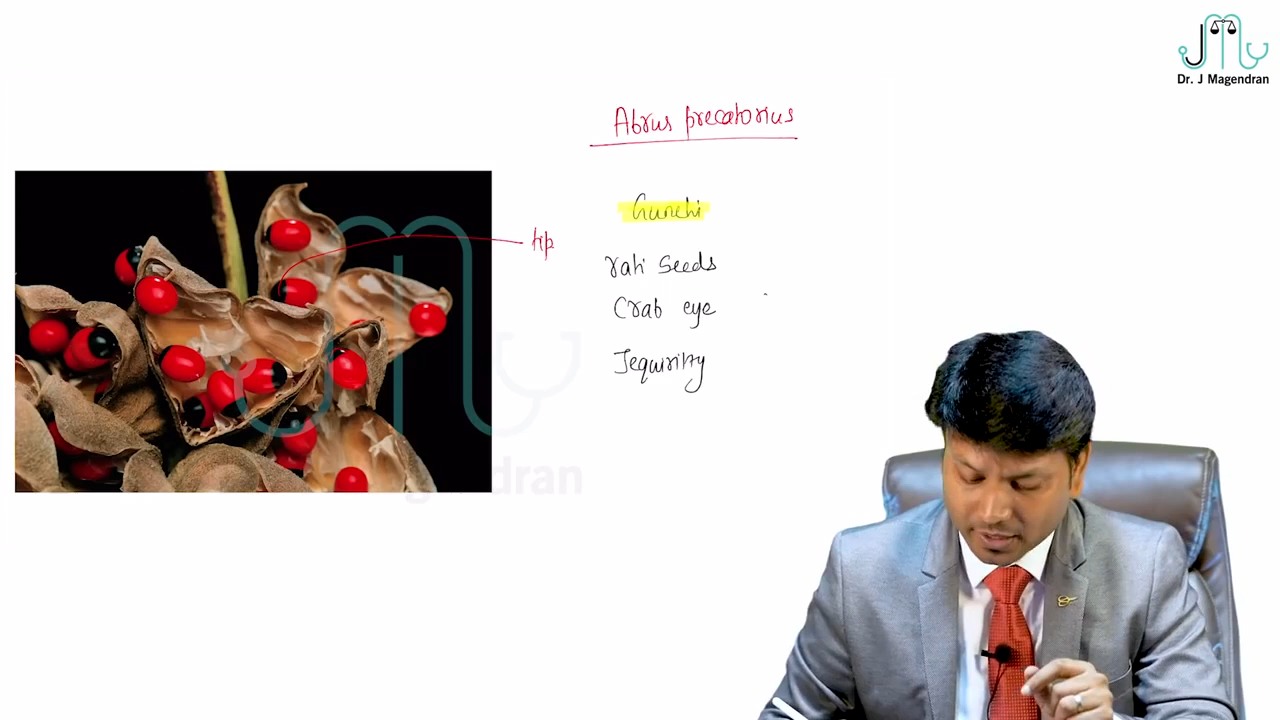 Dr. J Magendran
Abrus precatorius
Gunchi
tip
rati seeds
Crab eye
Jequirity